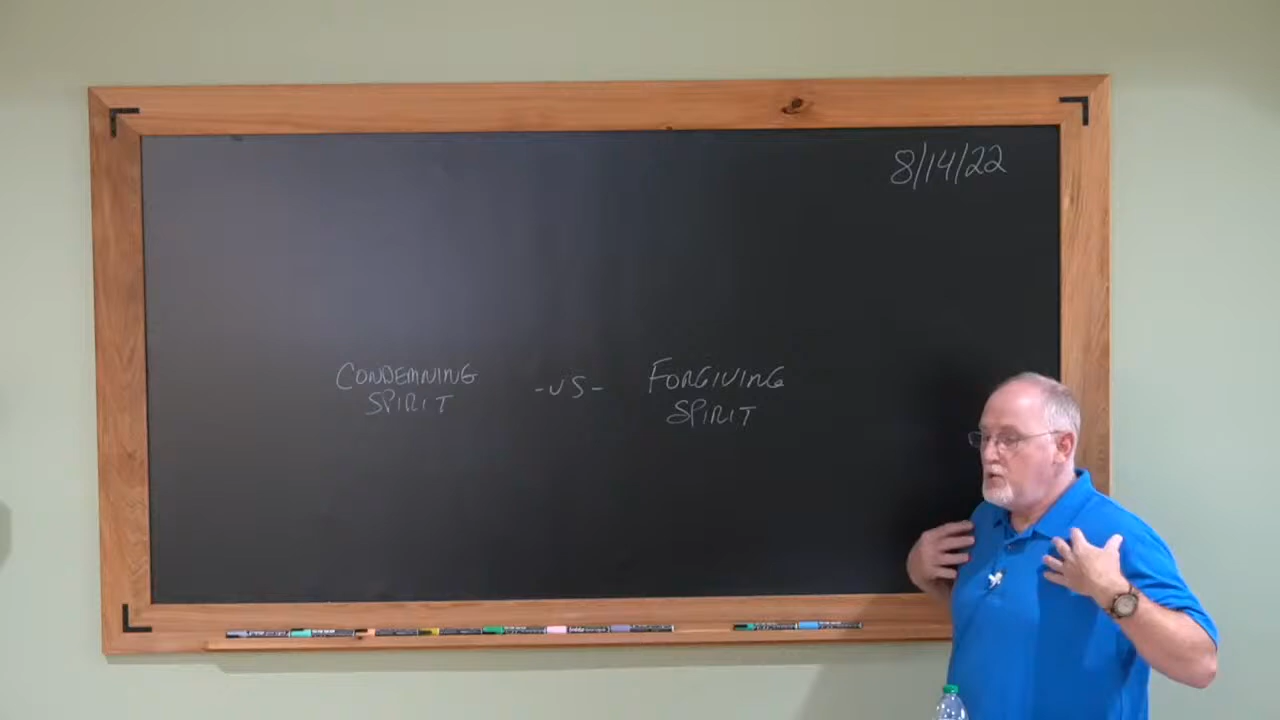 8/14/22
CONDEMNING
SPIRIT
-VS-
FORGIVING
SPIRIT